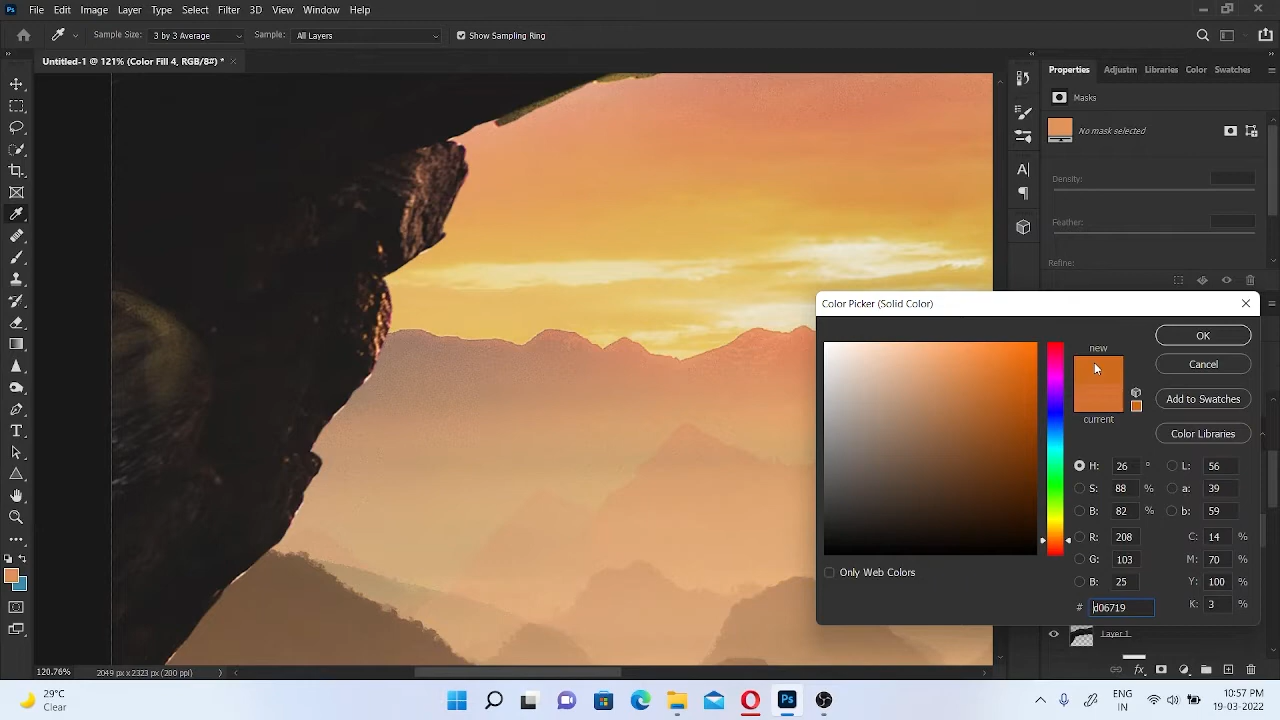 Ps File Edit Image Layer Type Select Filter 3D View Window Help
Sample Size: 3 by 3 Average Sample: All Layers Show Sampling Ring
Untitled-1 @ 121% (Color Fill 4, RGB/8#) * ×
Properties Adjustm Libraries Color Swatches
Masks
No mask selected
Density:
Feather:
Refine:
Color Picker (Solid Color)
new
current
OK
Cancel
Add to Swatches
Color Libraries
H: 26 ° L: 56
S: 88 % a: 39
B: 82 % b: 59
R: 208 C: 14 %
G: 103 M: 70 %
B: 25 Y: 100 %
# d06719 K: 3 %
Only Web Colors
Layer 1
120.76% 2049 px x 2323 px (200 ppi)
29°C
Clear
ENG
IN
10:57 PM
19-03-2022